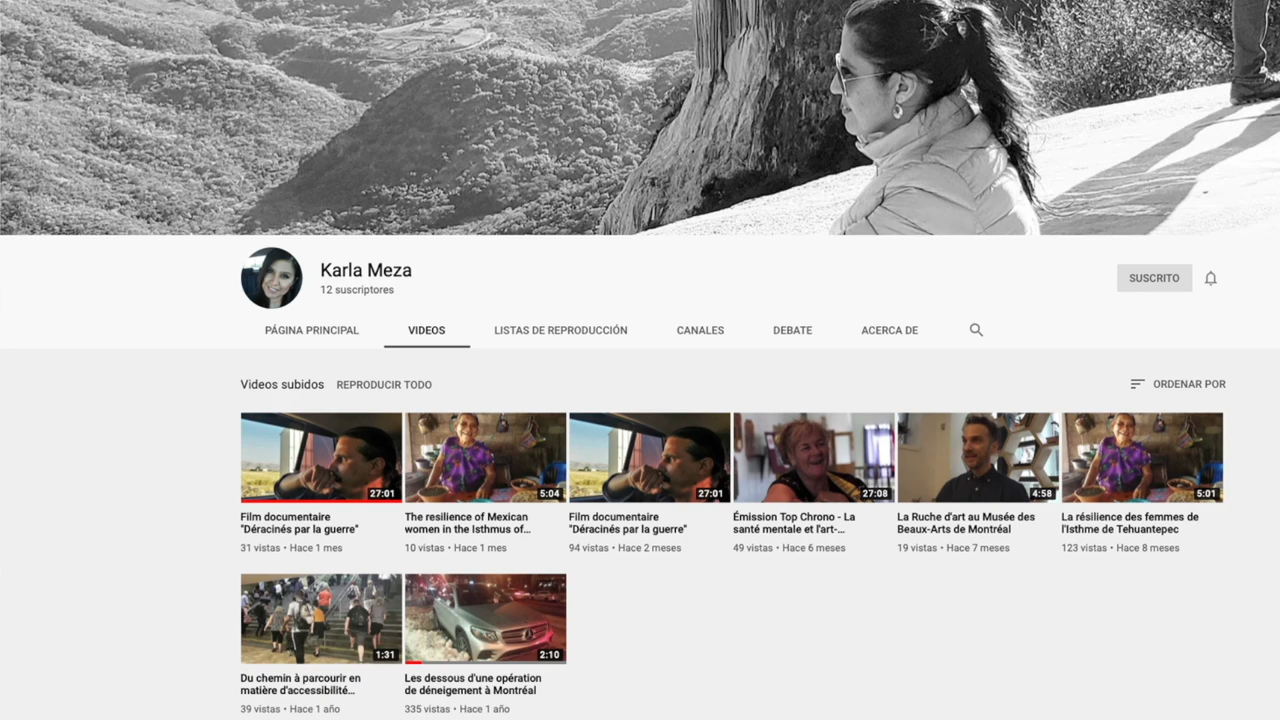 Karla Meza
12 suscriptores
SUSCRITO
PÁGINA PRINCIPAL VIDEOS LISTAS DE REPRODUCCIÓN CANALES DEBATE ACERCA DE
Videos subidos REPRODUCIR TODO ORDENAR POR
27:01
Film documentaire
"Déracinés par la guerre"
31 vistas • Hace 1 mes
5:04
The resilience of Mexican
women in the Isthmus of...
10 vistas • Hace 1 mes
27:01
Film documentaire
"Déracinés par la guerre"
94 vistas • Hace 2 meses
27:08
Émission Top Chrono - La
santé mentale et l'art-...
49 vistas • Hace 6 meses
4:58
La Ruche d'art au Musée des
Beaux-Arts de Montréal
19 vistas • Hace 7 meses
5:01
La résilience des femmes de
l'Isthme de Tehuantepec
123 vistas • Hace 8 meses
1:31
Du chemin à parcourir en
matière d'accessibilité...
39 vistas • Hace 1 año
2:10
Les dessous d'une opération
de déneigement à Montréal
335 vistas • Hace 1 año